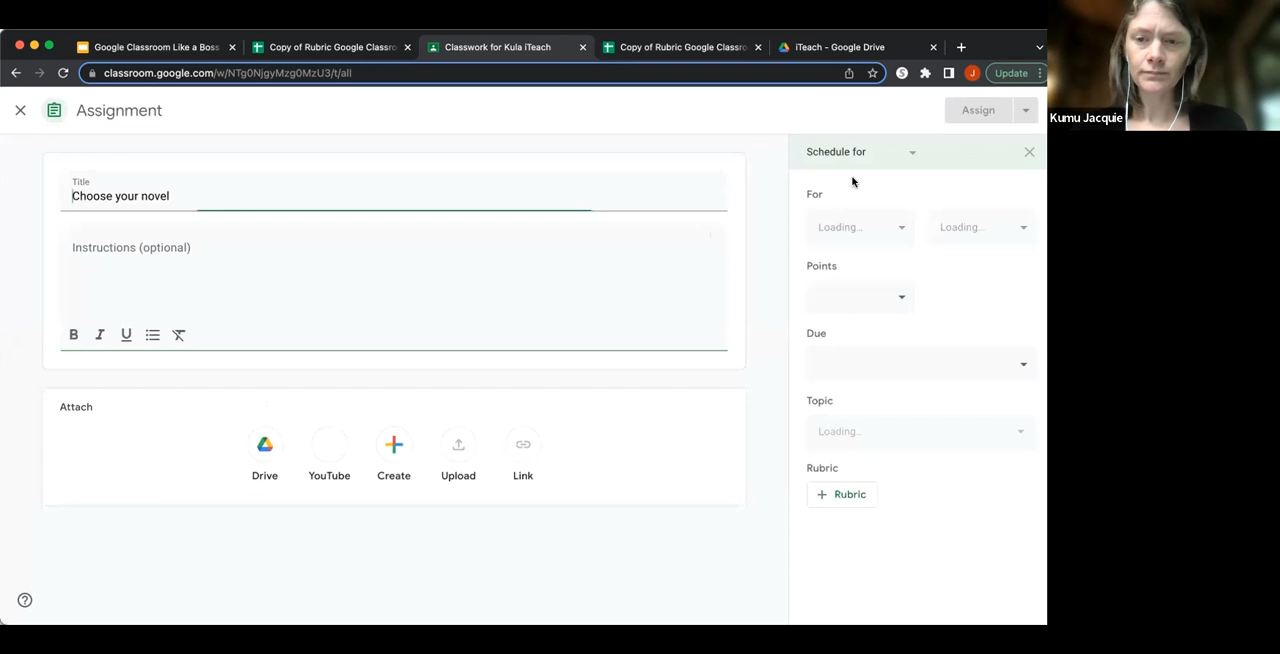 Google Classroom Like a Boss
Copy of Rubric Google Classro
Classwork for Kula iTeach
Copy of Rubric Google Classro
iTeach - Google Drive
classroom.google.com/w/NTg0NjgyMzg0MzU3/t/all
S
J
Update
Kumu Jacquie
Assignment
Assign
Title
Choose your novel
Instructions (optional)
B I U
Attach
Drive
YouTube
Create
Upload
Link
Schedule for
For
Loading...
Loading...
Points
Due
Topic
Loading...
Rubric
+ Rubric